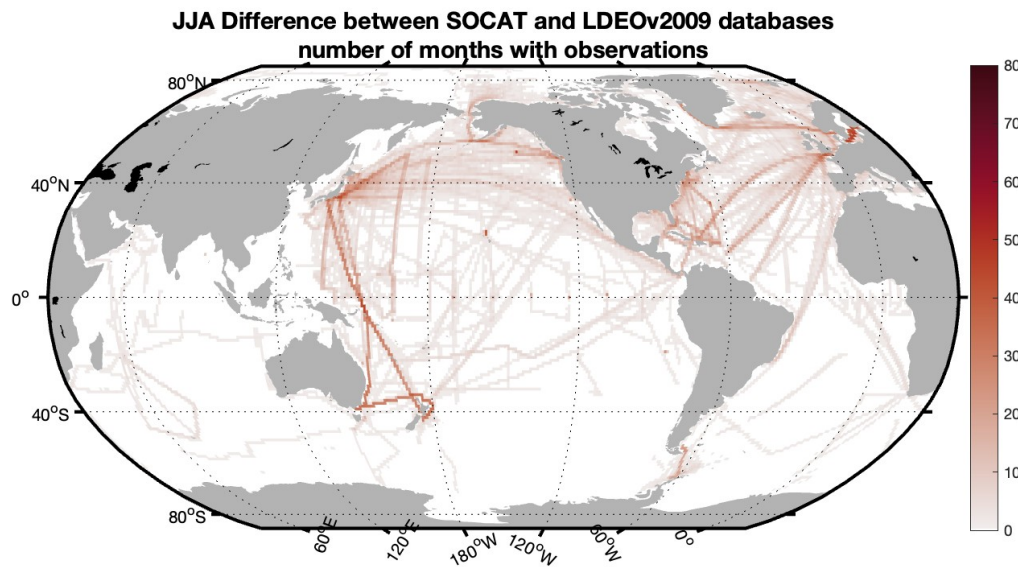 JJA Difference between SOCAT and LDEOv2009 databases
number of months with observations
80°N
40°N
0°
40°S
80°S
60°E
120°E
180°W
120°W
60°W
0°
80
70
60
50
40
30
20
10
0